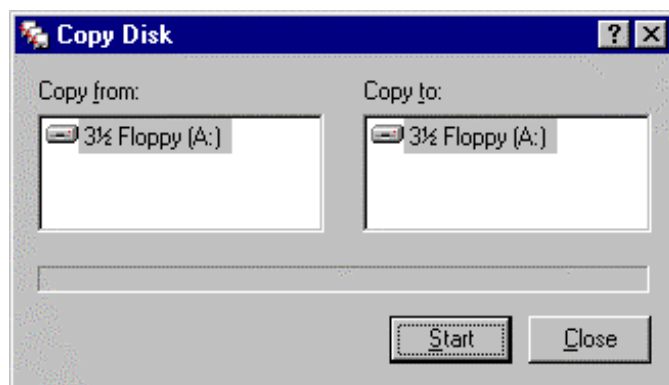 Copy Disk
Copy from:
Copy to:
3½ Floppy (A:)
3½ Floppy (A:)
Start
Close